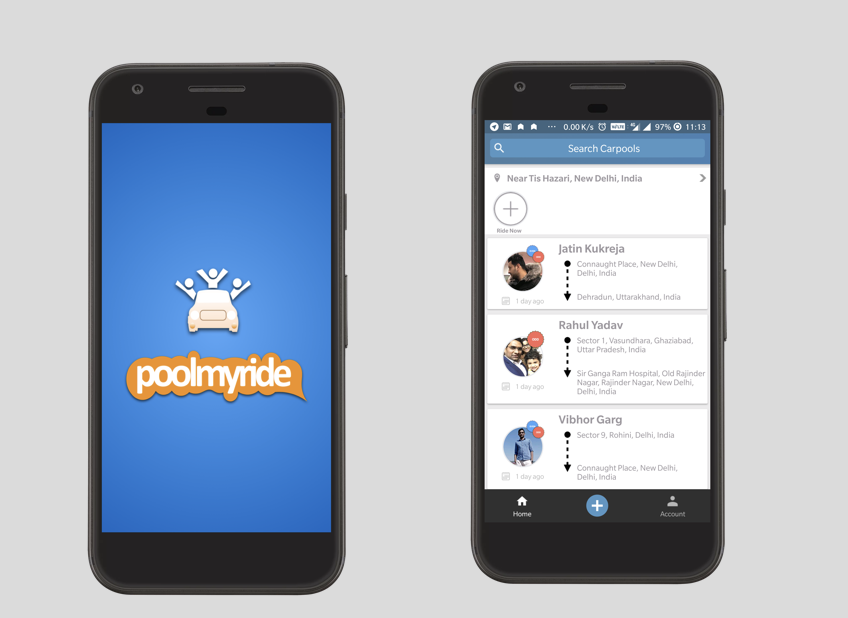 poolmyride
0.00 K/s 97% 11:13
Search Carpools
Near Tis Hazari, New Delhi, India
Ride Now
Jatin Kukreja
Connaught Place, New Delhi,
Delhi, India
Dehradun, Uttarakhand, India
1 day ago
Rahul Yadav
Sector 1, Vasundhara, Ghaziabad,
Uttar Pradesh, India
Sir Ganga Ram Hospital, Old Rajinder
Nagar, Rajinder Nagar, New Delhi,
Delhi, India
1 day ago
Vibhor Garg
Sector 9, Rohini, Delhi, India
Connaught Place, New Delhi,
Delhi, India
1 day ago
Home
Account